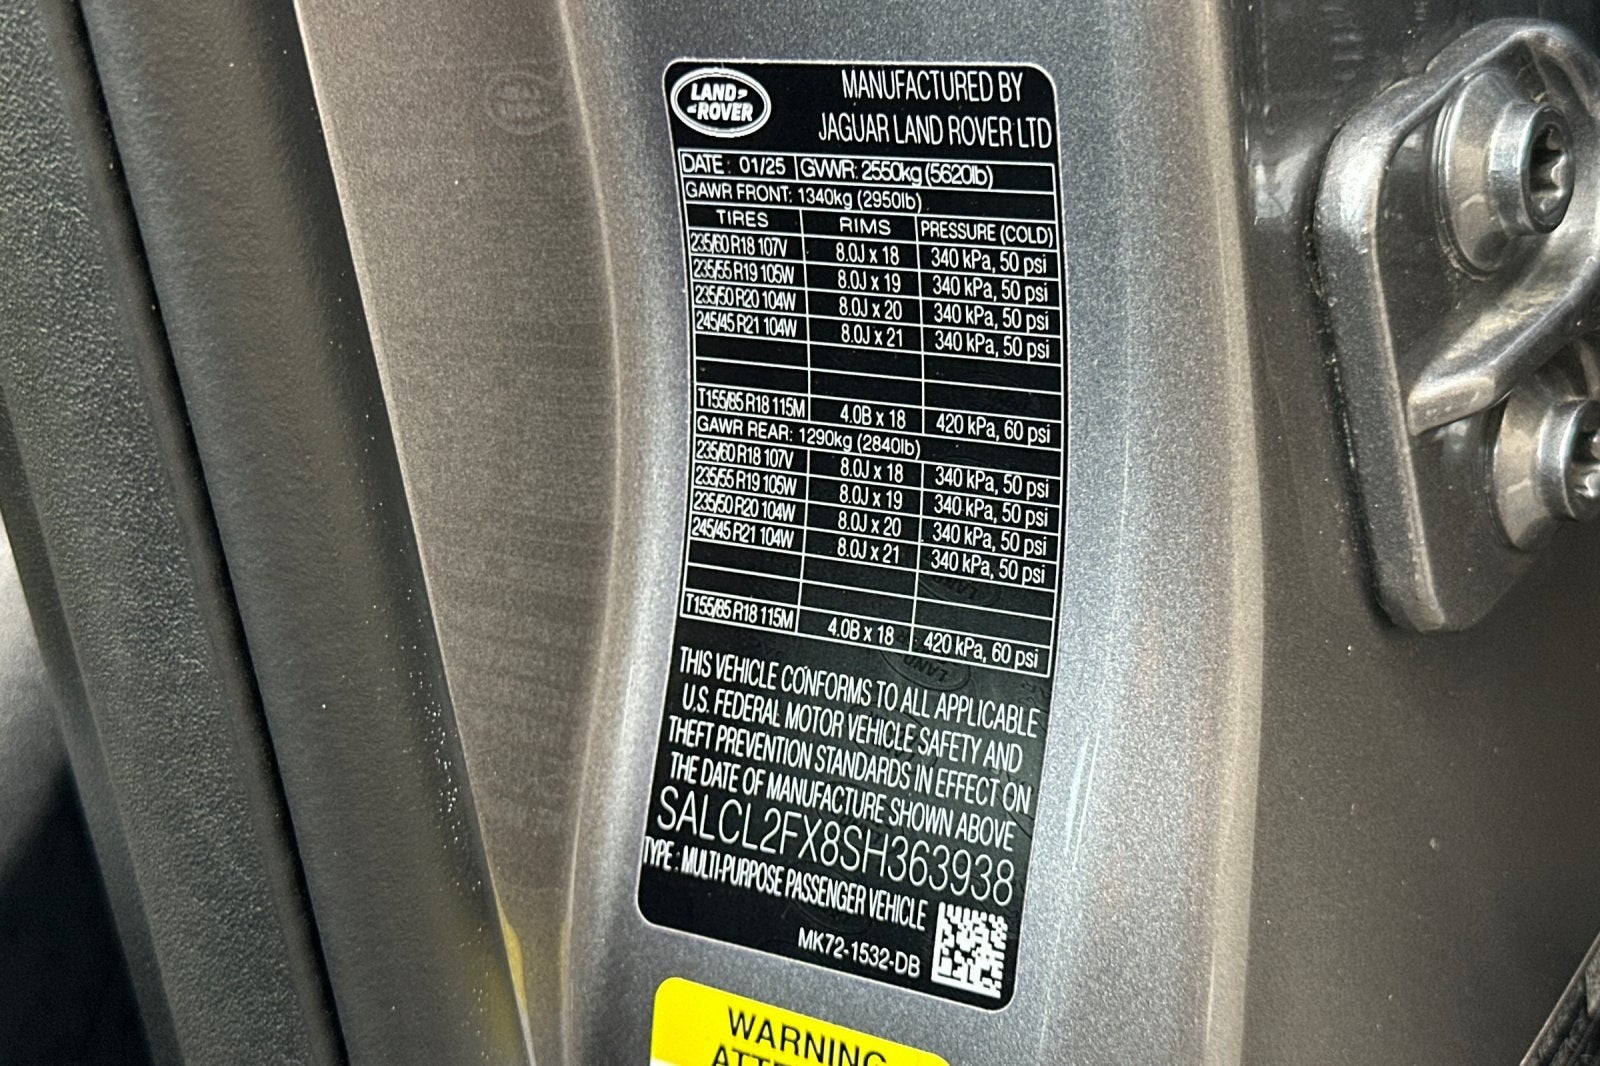 LAND ROVER
MANUFACTURED BY
JAGUAR LAND ROVER LTD
DATE: 01/25 GVWR: 2550kg (5620lb)
GAWR FRONT: 1340kg (2950lb)
TIRES RIMS PRESSURE (COLD)
235/60 R18 107V 8.0J x 18 340 kPa, 50 psi
235/55 R19 105W 8.0J x 19 340 kPa, 50 psi
235/50 R20 104W 8.0J x 20 340 kPa, 50 psi
245/45 R21 104W 8.0J x 21 340 kPa, 50 psi
T155/85 R18 115M 4.0B x 18 420 kPa, 60 psi
GAWR REAR: 1290kg (2840lb)
235/60 R18 107V 8.0J x 18 340 kPa, 50 psi
235/55 R19 105W 8.0J x 19 340 kPa, 50 psi
235/50 R20 104W 8.0J x 20 340 kPa, 50 psi
245/45 R21 104W 8.0J x 21 340 kPa, 50 psi
T155/85 R18 115M 4.0B x 18 420 kPa, 60 psi
THIS VEHICLE CONFORMS TO ALL APPLICABLE
U.S. FEDERAL MOTOR VEHICLE SAFETY AND
THEFT PREVENTION STANDARDS IN EFFECT ON
THE DATE OF MANUFACTURE SHOWN ABOVE
SALCL2FX8SH363938
TYPE : MULTI-PURPOSE PASSENGER VEHICLE
MK72-1532-DB
WARNING